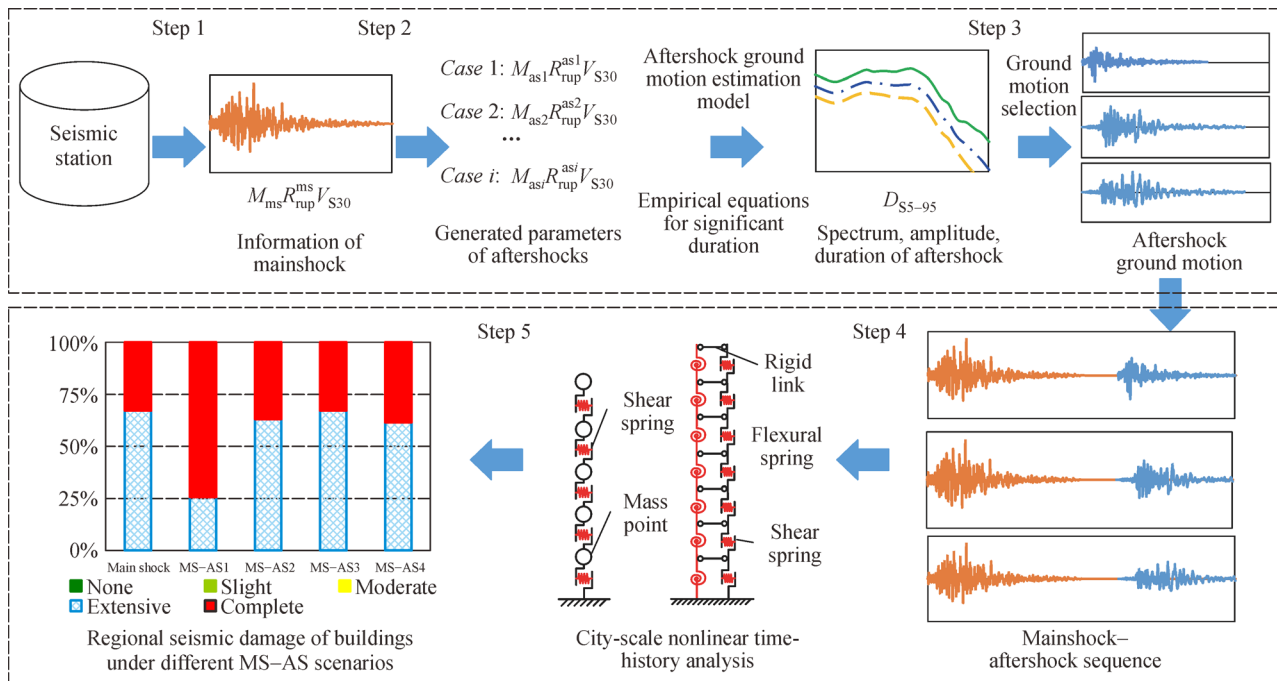 Step 1
Step 2
Step 3
Seismic
station
M_ms R_rup^ms V_S30
Information of
mainshock
Case 1: M_as1 R_rup^as1 V_S30
Case 2: M_as2 R_rup^as2 V_S30
...
Case i: M_asi R_rup^asi V_S30
Generated parameters
of aftershocks
Aftershock ground
motion estimation
model
Empirical equations
for significant
duration
D_S5–95
Spectrum, amplitude,
duration of aftershock
Ground
motion
selection
Aftershock
ground motion
Step 5
Step 4
100%
75%
50%
25%
0%
Main shock MS–AS1 MS–AS2 MS–AS3 MS–AS4
None Slight Moderate
Extensive Complete
Regional seismic damage of buildings
under different MS–AS scenarios
Shear
spring
Mass
point
Rigid
link
Flexural
spring
Shear
spring
City-scale nonlinear time-
history analysis
Mainshock–
aftershock sequence